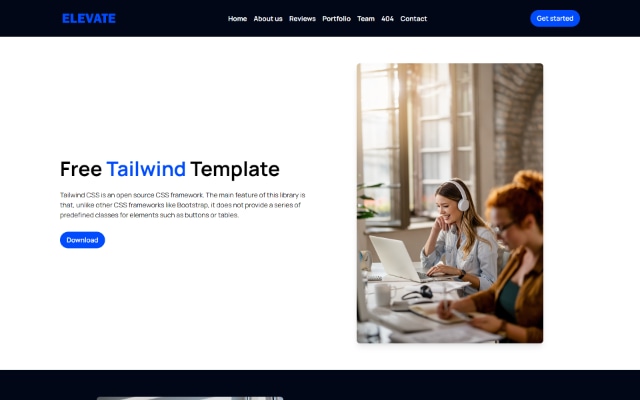 ELEVATE
Home About us Reviews Portfolio Team 404 Contact
Get started
Free Tailwind Template
Tailwind CSS is an open source CSS framework. The main feature of this library is
that, unlike other CSS frameworks like Bootstrap, it does not provide a series of
predefined classes for elements such as buttons or tables.
Download